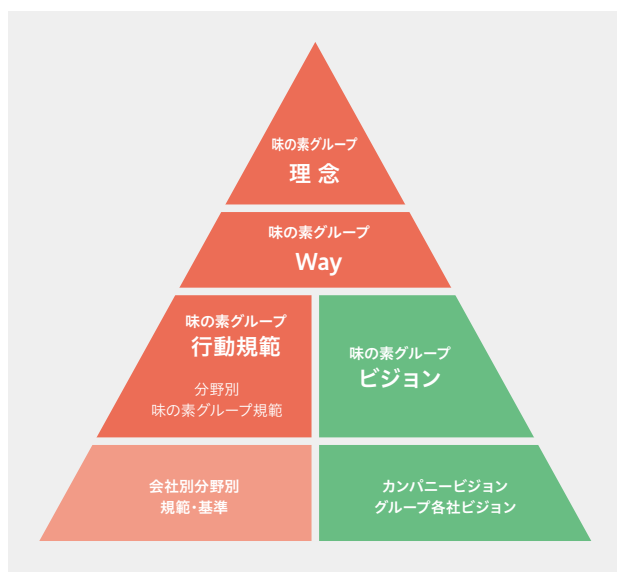 味の素グループ
理 念
味の素グループ
Way
味の素グループ
行動規範
分野別
味の素グループ規範
味の素グループ
ビジョン
会社別分野別
規範・基準
カンパニービジョン
グループ各社ビジョン